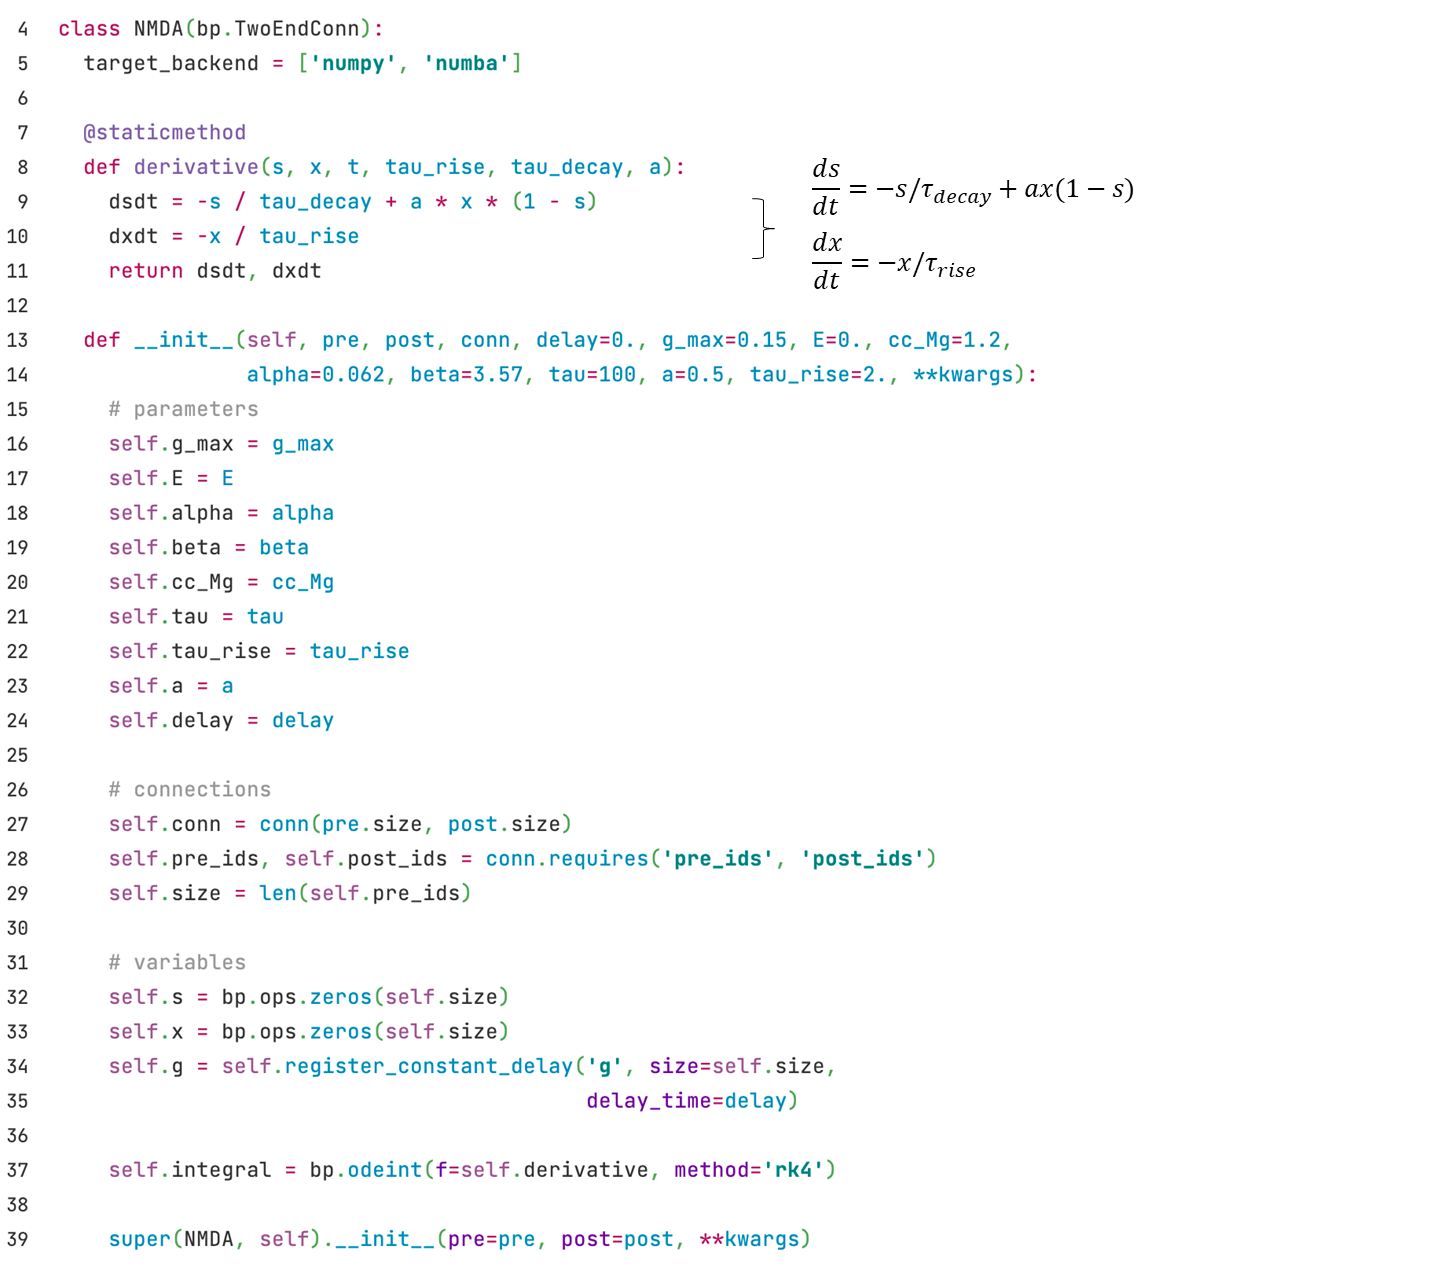 4 class NMDA(bp.TwoEndConn):
5 target_backend = ['numpy', 'numba']
6
7 @staticmethod
8 def derivative(s, x, t, tau_rise, tau_decay, a):
9 dsdt = -s / tau_decay + a * x * (1 - s)
10 dxdt = -x / tau_rise
11 return dsdt, dxdt
ds/dt = −s/τ_decay + ax(1 − s)
dx/dt = −x/τ_rise
12
13 def __init__(self, pre, post, conn, delay=0., g_max=0.15, E=0., cc_Mg=1.2,
14 alpha=0.062, beta=3.57, tau=100, a=0.5, tau_rise=2., **kwargs):
15 # parameters
16 self.g_max = g_max
17 self.E = E
18 self.alpha = alpha
19 self.beta = beta
20 self.cc_Mg = cc_Mg
21 self.tau = tau
22 self.tau_rise = tau_rise
23 self.a = a
24 self.delay = delay
25
26 # connections
27 self.conn = conn(pre.size, post.size)
28 self.pre_ids, self.post_ids = conn.requires('pre_ids', 'post_ids')
29 self.size = len(self.pre_ids)
30
31 # variables
32 self.s = bp.ops.zeros(self.size)
33 self.x = bp.ops.zeros(self.size)
34 self.g = self.register_constant_delay('g', size=self.size,
35 delay_time=delay)
36
37 self.integral = bp.odeint(f=self.derivative, method='rk4')
38
39 super(NMDA, self).__init__(pre=pre, post=post, **kwargs)